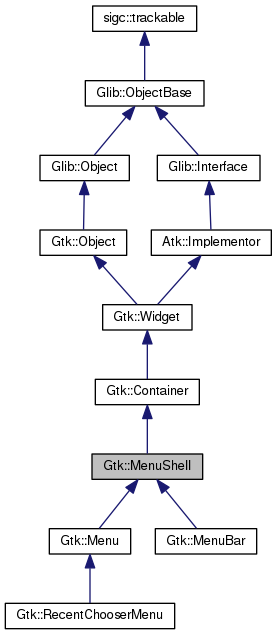 sigc::trackable
Glib::ObjectBase
Glib::Object
Glib::Interface
Gtk::Object
Atk::Implementor
Gtk::Widget
Gtk::Container
Gtk::MenuShell
Gtk::Menu
Gtk::MenuBar
Gtk::RecentChooserMenu